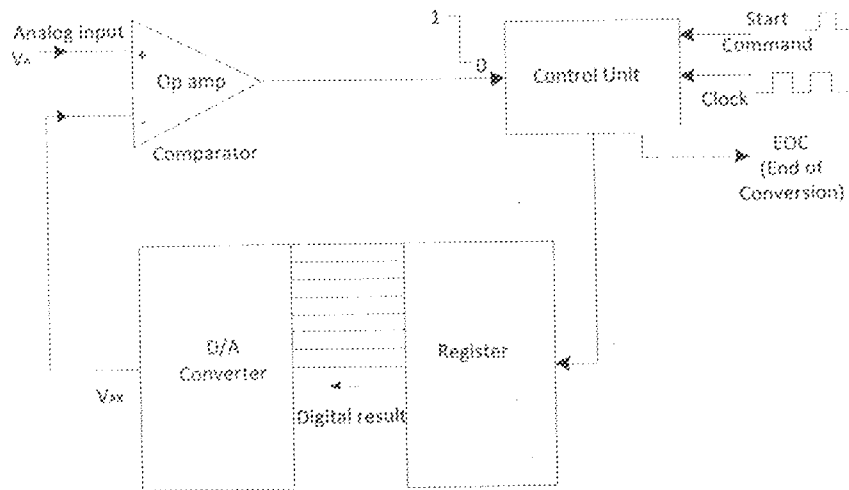 Analog input
VA
+
Op amp
-
Comparator
1
0
Control Unit
Start
Command
Clock
EOC
(End of
Conversion)
D/A
Converter
Register
VAX
Digital result